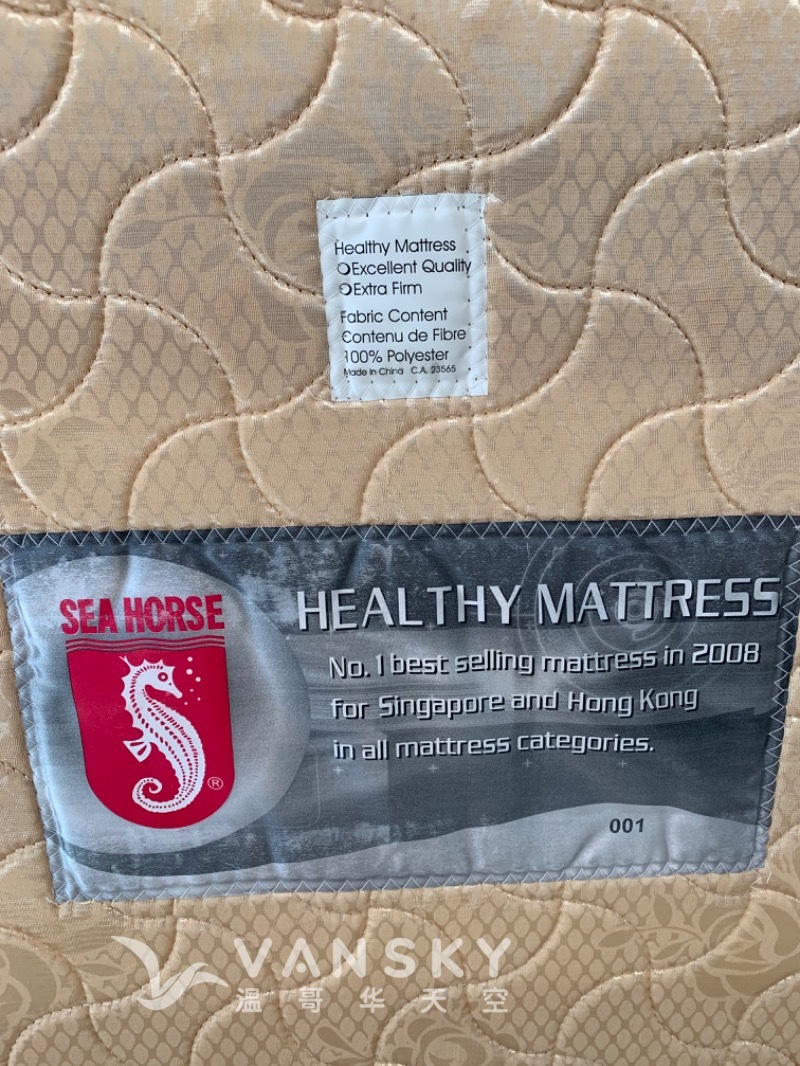 Healthy Mattress
Excellent Quality
Extra Firm
Fabric Content
Contenu de Fibre
100% Polyester
Made in China C.A. 23565
SEA HORSE
®
HEALTHY MATTRESS
No. 1 best selling mattress in 2008
for Singapore and Hong Kong
in all mattress categories.
001
VANSKY
温哥华天空